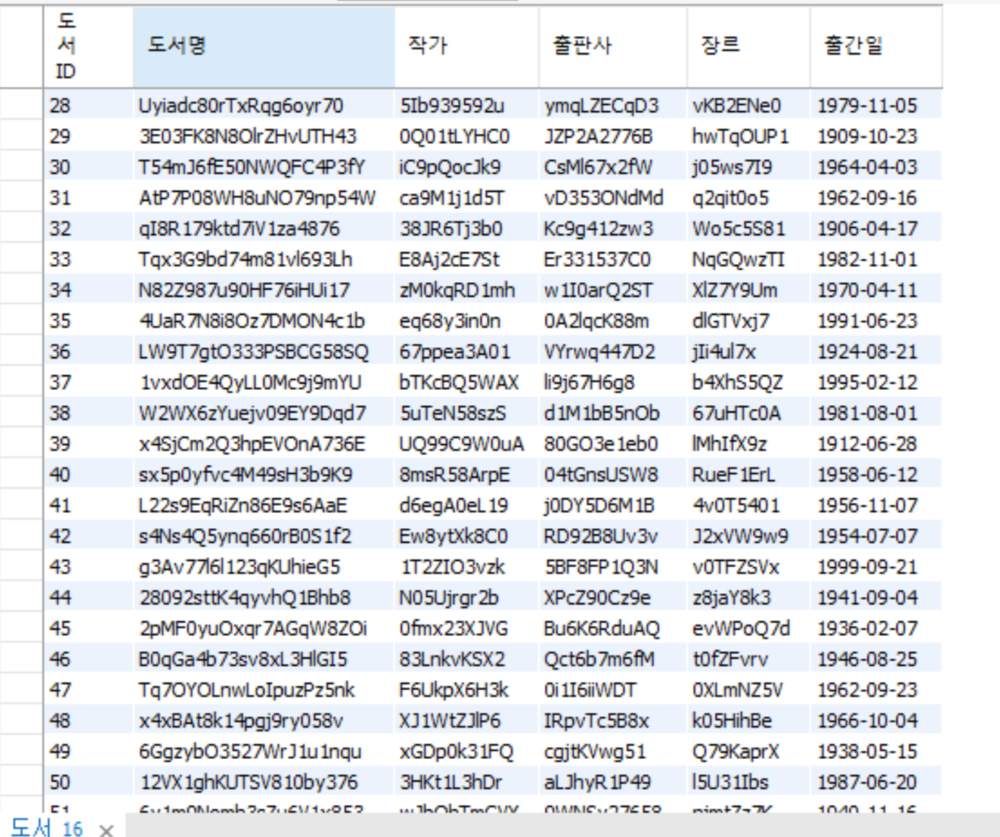 도서ID 도서명 작가 출판사 장르 출간일
28 Uyiadc80rTxRqg6oyr70 5Ib939592u ymqLZECqD3 vKB2ENe0 1979-11-05
29 3E03FK8N8OlrZHvUTH43 0Q01tLYHC0 JZP2A2776B hwTqOUP1 1909-10-23
30 T54mJ6fE50NWQFC4P3fY iC9pQocJk9 CsMl67x2fW j05ws7I9 1964-04-03
31 AtP7P08WH8uNO79np54W ca9M1j1d5T vD353ONdMd q2qit0o5 1962-09-16
32 qI8R179ktd7iV1za4876 38JR6Tj3b0 Kc9g412zw3 Wo5c5S81 1906-04-17
33 Tqx3G9bd74m81vl693Lh E8Aj2cE7St Er331537C0 NqGQwzTI 1982-11-01
34 N82Z987u90HF76iHUi17 zM0kqRD1mh w1I0arQ2ST XlZ7Y9Um 1970-04-11
35 4UaR7N8i8Oz7DMON4c1b eq68y3in0n 0A2lqcK88m dlGTVxj7 1991-06-23
36 LW9T7gtO333PSBCG58SQ 67ppea3A01 VYrwq447D2 jIi4ul7x 1924-08-21
37 1vxdOE4QyLL0Mc9j9mYU bTKcBQ5WAX li9j67H6g8 b4XhS5QZ 1995-02-12
38 W2WX6zYuejv09EY9Dqd7 5uTeN58szS d1M1bB5nOb 67uHTc0A 1981-08-01
39 x4SjCm2Q3hpEVOnA736E UQ99C9W0uA 80GO3e1eb0 lMhIfX9z 1912-06-28
40 sx5p0yfvc4M49sH3b9K9 8msR58ArpE 04tGnsUSW8 RueF1ErL 1958-06-12
41 L22s9EqRiZn86E9s6AaE d6egA0eL19 j0DY5D6M1B 4v0T5401 1956-11-07
42 s4Ns4Q5ynq660rB0S1f2 Ew8ytXk8C0 RD92B8Uv3v J2xVW9w9 1954-07-07
43 g3Av77l6l123qKUhieG5 1T2ZIO3vzk 5BF8FP1Q3N v0TFZSVx 1999-09-21
44 28092sttK4qyvhQ1Bhb8 N05Ujrgr2b XPcZ90Cz9e z8jaY8k3 1941-09-04
45 2pMF0yuOxqr7AGqW8ZOi 0fmx23XJVG Bu6K6RduAQ evWPoQ7d 1936-02-07
46 B0qGa4b73sv8xL3HlGI5 83LnkvKSX2 Qct6b7m6fM t0fZFvrv 1946-08-25
47 Tq7OYOLnwLoIpuzPz5nk F6UkpX6H3k 0i1I6iiWDT 0XLmNZ5V 1962-09-23
48 x4xBAt8k14pgj9ry058v XJ1WtZJlP6 IRpvTc5B8x k05HihBe 1966-10-04
49 6GgzybO3527WrJ1u1nqu xGDp0k31FQ cgjtKVwg51 Q79KaprX 1938-05-15
50 12VX1ghKUTSV810by376 3HKt1L3hDr aLJhyR1P49 l5U31Ibs 1987-06-20
51 1940-11-16
도서 16